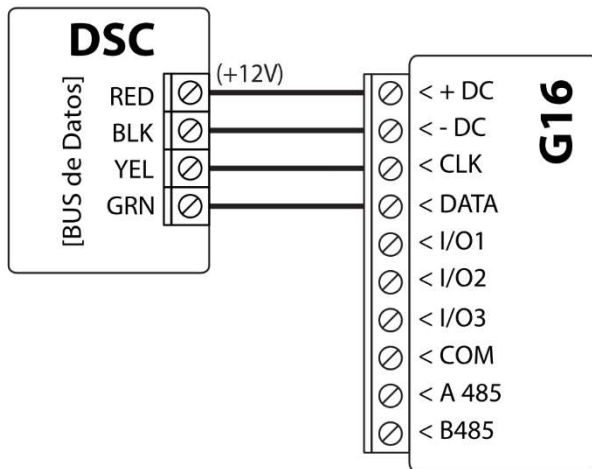 DSC
[BUS de Datos]
RED
BLK
YEL
GRN
(+12V)
G16
< + DC
< - DC
< CLK
< DATA
< I/O1
< I/O2
< I/O3
< COM
< A 485
< B485